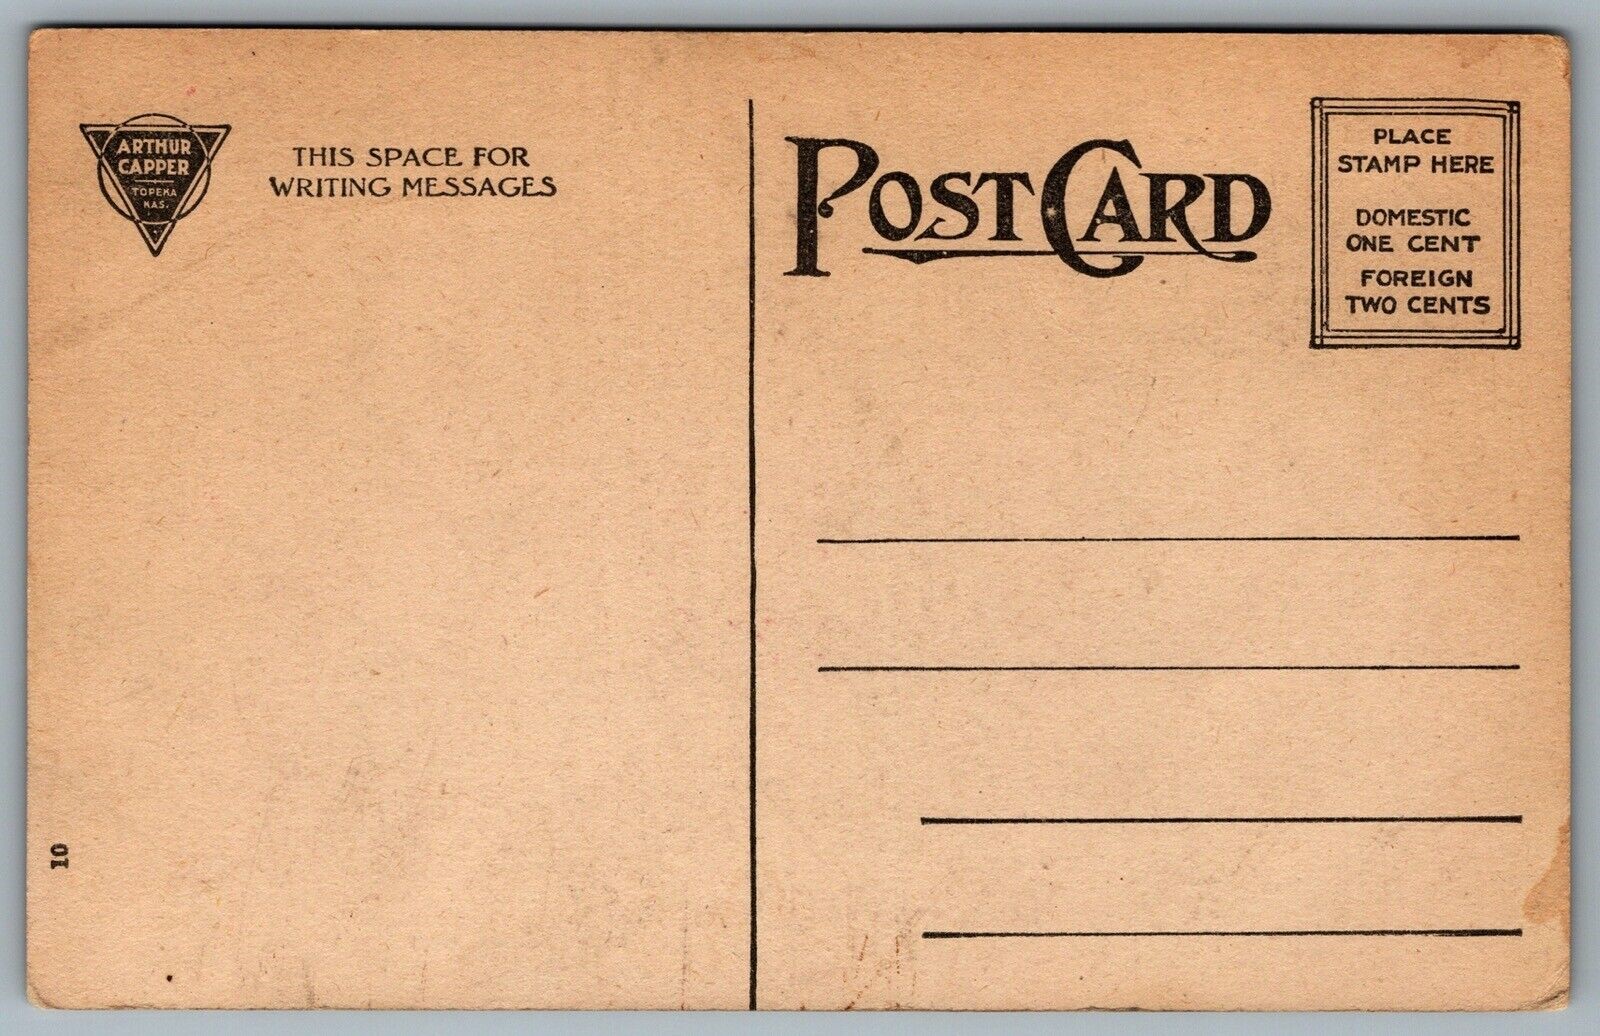 ARTHUR
CAPPER
TOPEKA
KAS.
THIS SPACE FOR
WRITING MESSAGES
POST CARD
PLACE
STAMP HERE
DOMESTIC
ONE CENT
FOREIGN
TWO CENTS
10